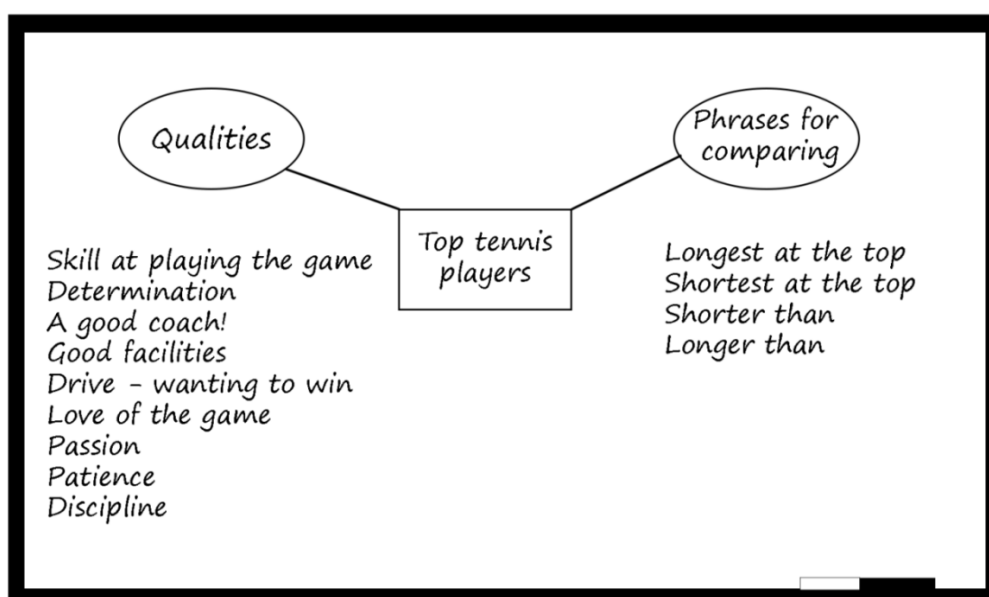 Qualities
Phrases for
comparing
Top tennis
players
Skill at playing the game
Determination
A good coach!
Good facilities
Drive - wanting to win
Love of the game
Passion
Patience
Discipline
Longest at the top
Shortest at the top
Shorter than
Longer than